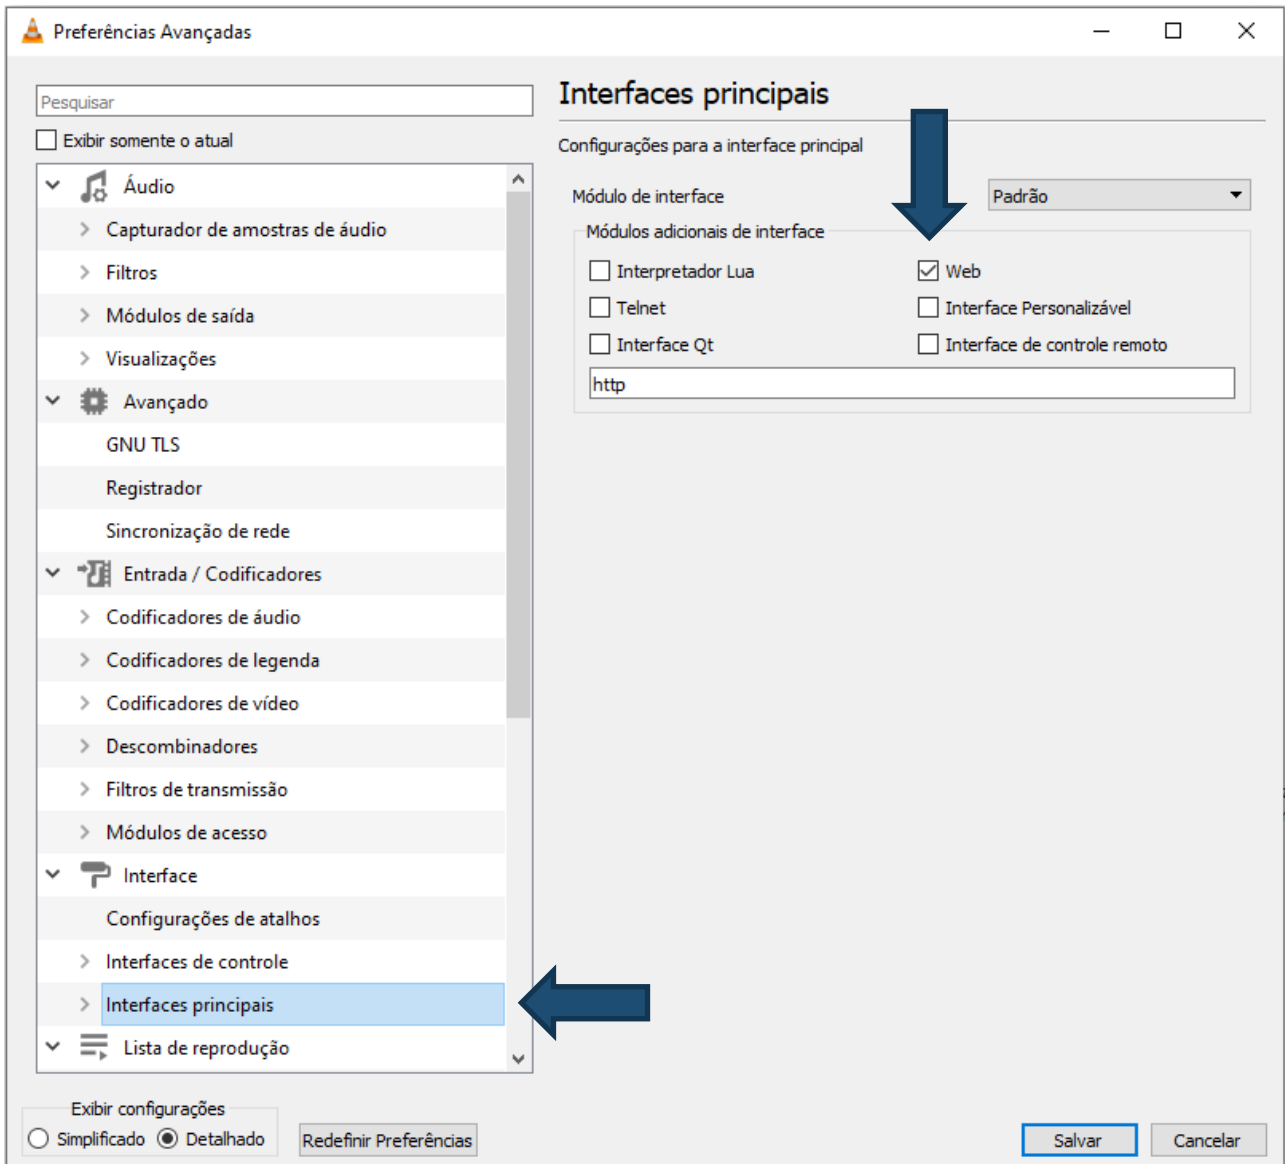 Preferências Avançadas
Pesquisar
Exibir somente o atual
Áudio
Capturador de amostras de áudio
Filtros
Módulos de saída
Visualizações
Avançado
GNU TLS
Registrador
Sincronização de rede
Entrada / Codificadores
Codificadores de áudio
Codificadores de legenda
Codificadores de vídeo
Descombinadores
Filtros de transmissão
Módulos de acesso
Interface
Configurações de atalhos
Interfaces de controle
Interfaces principais
Lista de reprodução
Exibir configurações
Simplificado Detalhado
Redefinir Preferências
Interfaces principais
Configurações para a interface principal
Módulo de interface Padrão
Módulos adicionais de interface
Interpretador Lua Web
Telnet Interface Personalizável
Interface Qt Interface de controle remoto
http
Salvar Cancelar